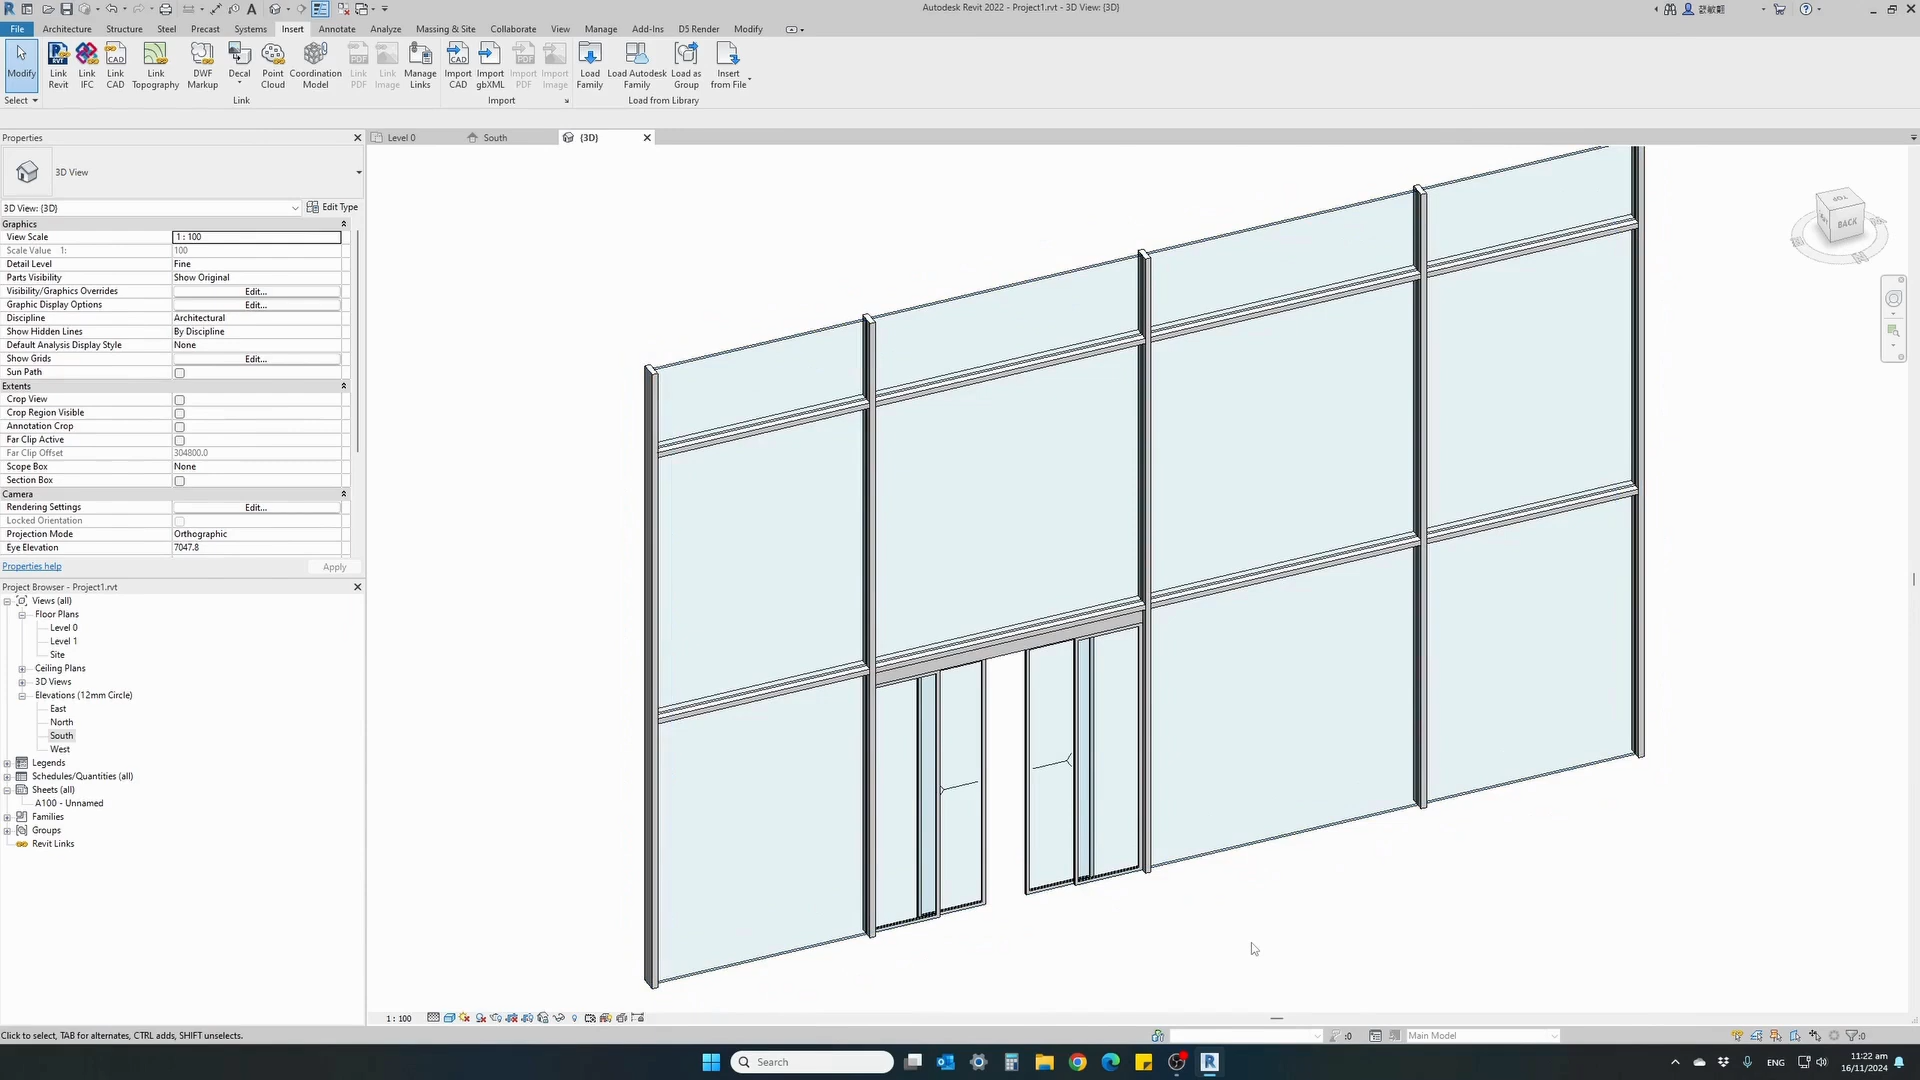 Autodesk Revit 2022 - Project1.rvt - 3D View: {3D}
File Architecture Structure Steel Precast Systems Insert Annotate Analyze Massing & Site Collaborate View Manage Add-Ins D5 Render Modify
Modify
Link Revit
Link IFC
Link CAD
Link Topography
DWF Markup
Decal
Point Cloud
Coordination Model
Link PDF
Link Image
Manage Links
Import CAD
Import gbXML
Import PDF
Import Image
Load Family
Load Autodesk Family
Load as Group
Insert from File
Select
Link
Import
Load from Library
Properties
Level 0
South
{3D}
3D View
3D View: {3D}
Edit Type
Graphics
View Scale 1 : 100
Scale Value 1: 100
Detail Level Fine
Parts Visibility Show Original
Visibility/Graphics Overrides Edit...
Graphic Display Options Edit...
Discipline Architectural
Show Hidden Lines By Discipline
Default Analysis Display Style None
Show Grids Edit...
Sun Path
Extents
Crop View
Crop Region Visible
Annotation Crop
Far Clip Active
Far Clip Offset 304800.0
Scope Box None
Section Box
Camera
Rendering Settings Edit...
Locked Orientation
Projection Mode Orthographic
Eye Elevation 7047.8
Properties help
Apply
Project Browser - Project1.rvt
Views (all)
Floor Plans
Level 0
Level 1
Site
Ceiling Plans
3D Views
Elevations (12mm Circle)
East
North
South
West
Legends
Schedules/Quantities (all)
Sheets (all)
A100 - Unnamed
Families
Groups
Revit Links
TOP
BACK
1 : 100
Click to select, TAB for alternates, CTRL adds, SHIFT unselects.
:0
Main Model
:0
Search
ENG
11:22 am
16/11/2024